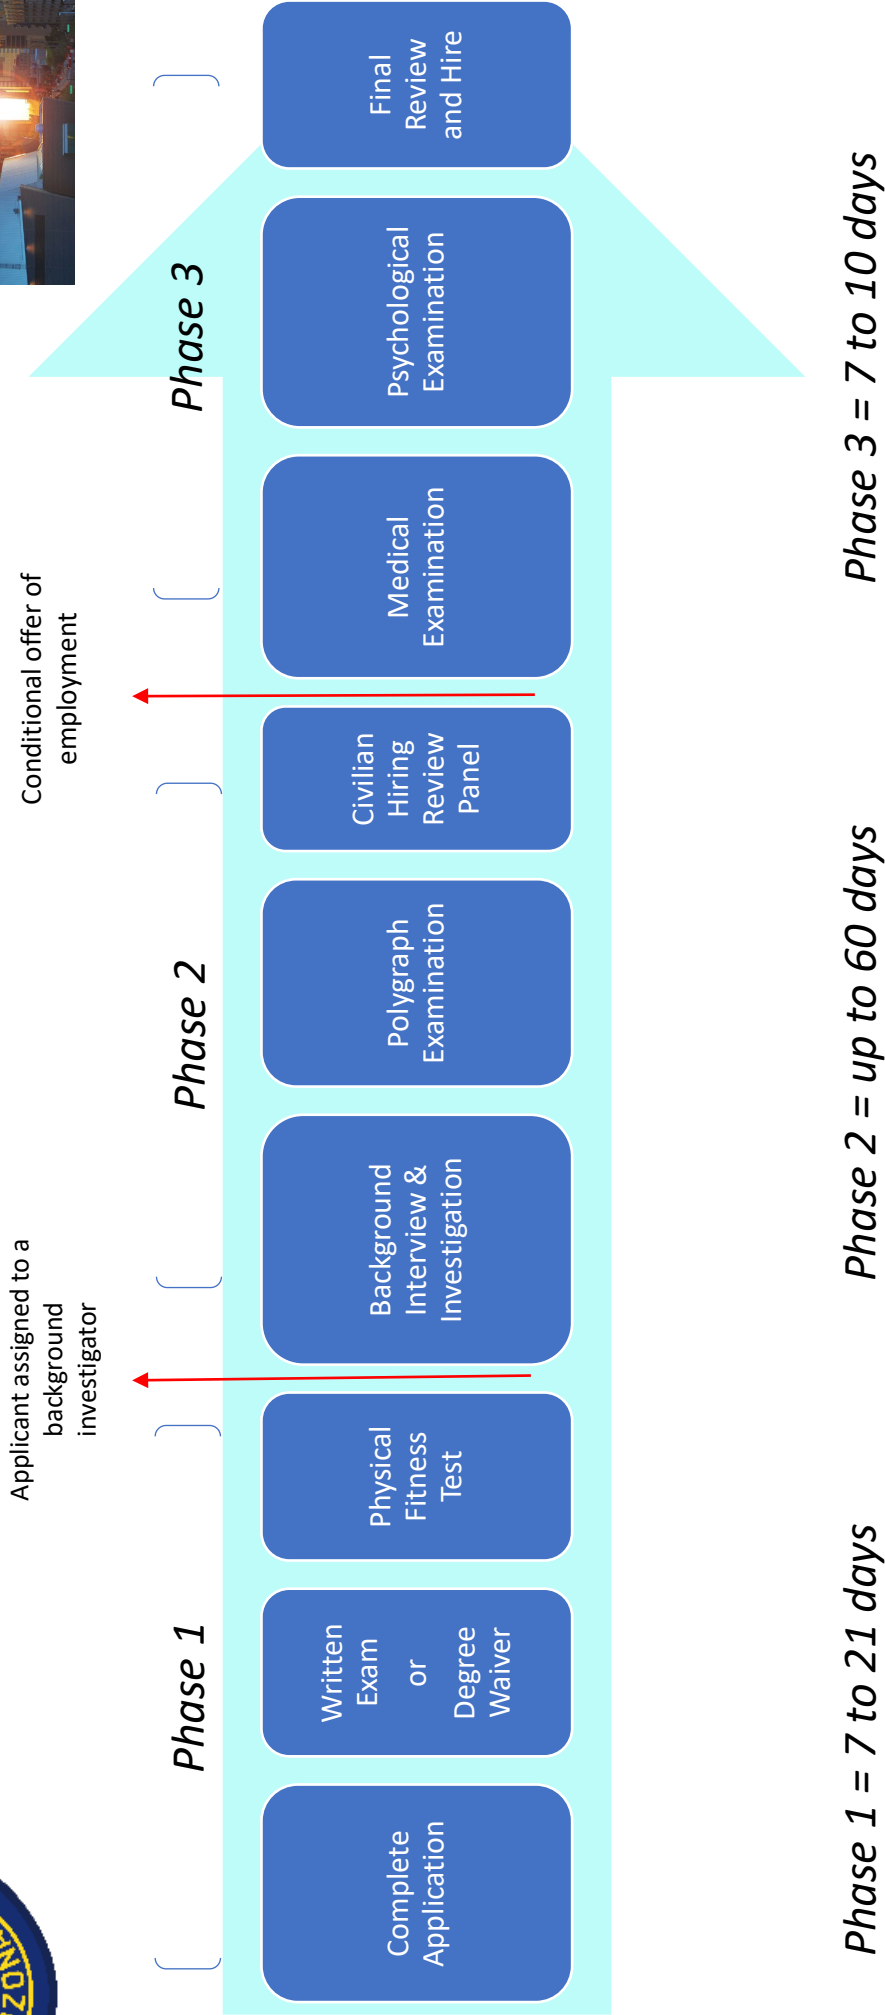 Applicant assigned to a
background
investigator
Conditional offer of
employment
Phase 1
Phase 2
Phase 3
Complete
Application
Written
Exam
or
Degree
Waiver
Physical
Fitness
Test
Background
Interview &
Investigation
Polygraph
Examination
Civilian
Hiring
Review
Panel
Medical
Examination
Psychological
Examination
Final
Review
and Hire
Phase 1 = 7 to 21 days
Phase 2 = up to 60 days
Phase 3 = 7 to 10 days